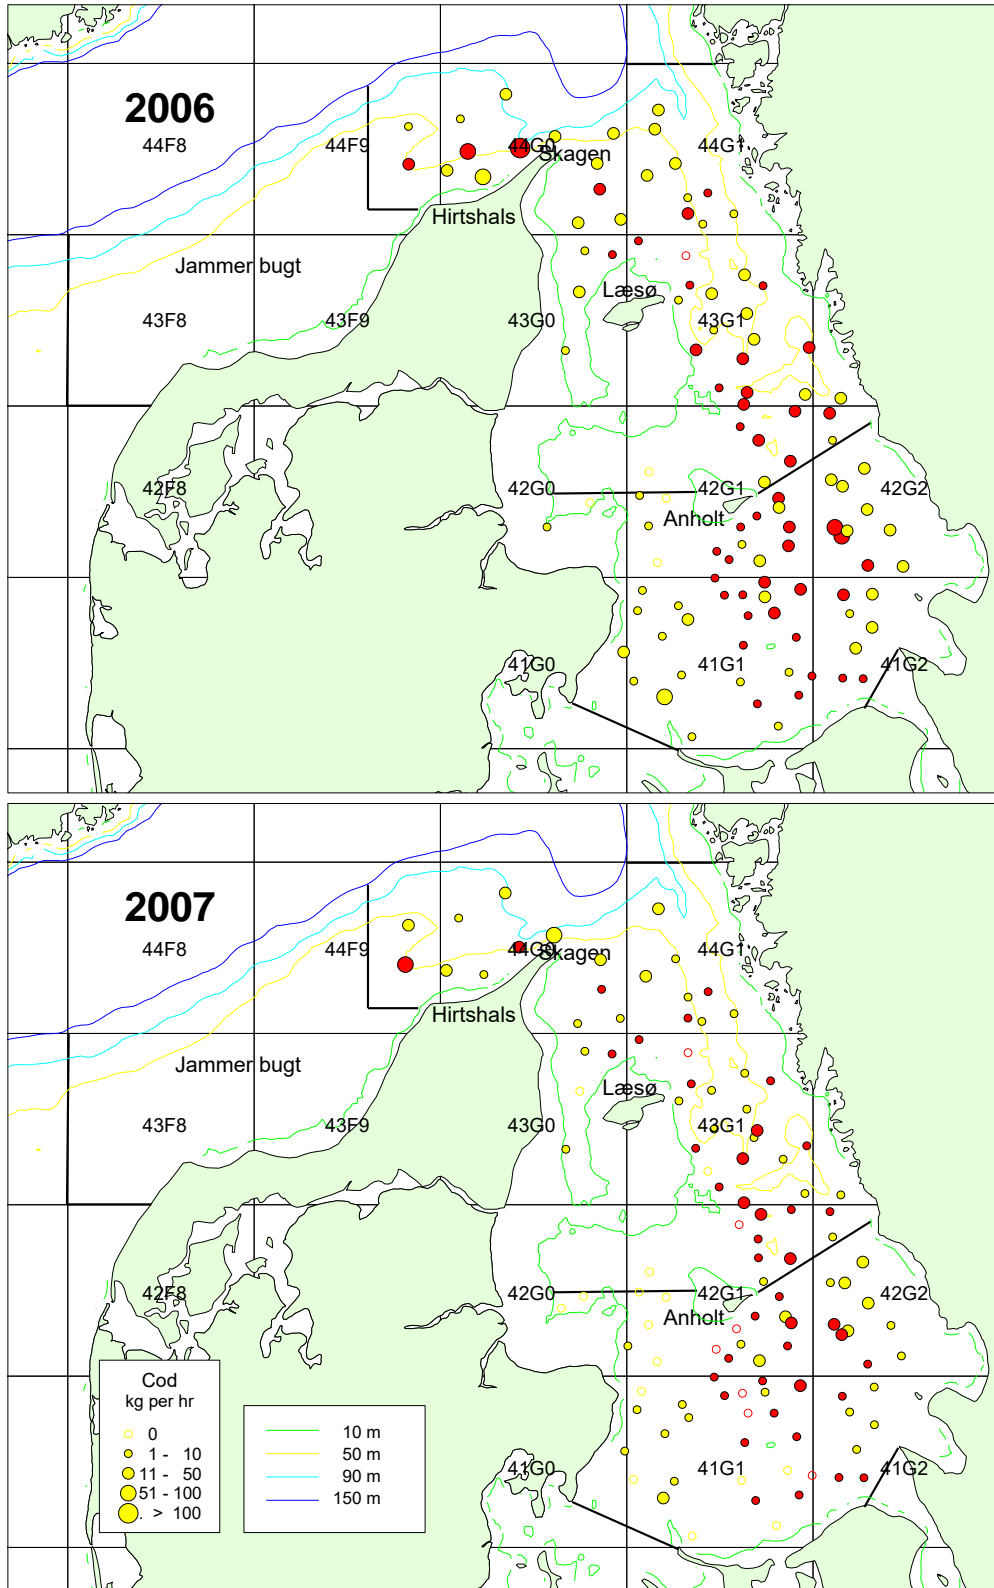 2006
44F8
44F9
44G0
Skagen
44G1
Hirtshals
Jammer bugt
Læsø
43F8
43F9
43G0
43G1
42F8
42G0
42G1
42G2
Anholt
41G0
41G1
41G2
2007
44F8
44F9
44G0
Skagen
44G1
Hirtshals
Jammer bugt
Læsø
43F8
43F9
43G0
43G1
42F8
42G0
42G1
42G2
Anholt
Cod
kg per hr
0
1 - 10
11 - 50
51 - 100
. > 100
10 m
50 m
90 m
150 m
41G0
41G1
41G2